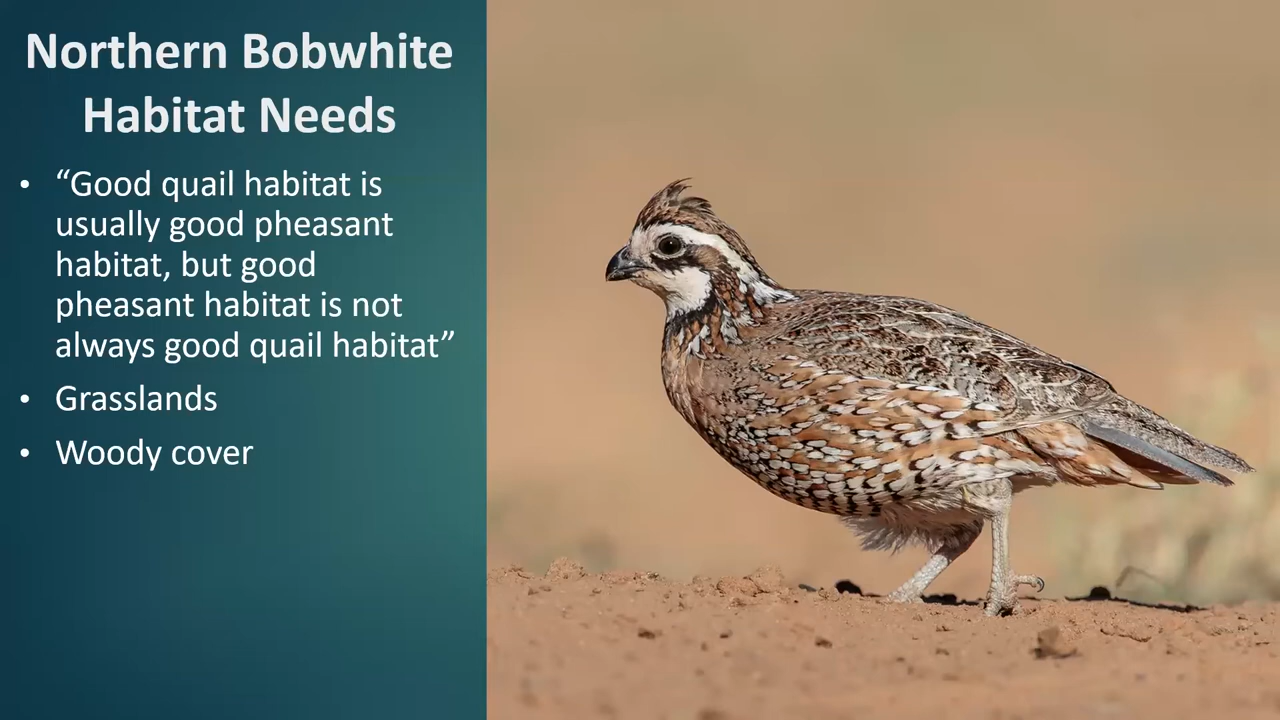 Northern Bobwhite
Habitat Needs
• “Good quail habitat is
usually good pheasant
habitat, but good
pheasant habitat is not
always good quail habitat”
• Grasslands
• Woody cover